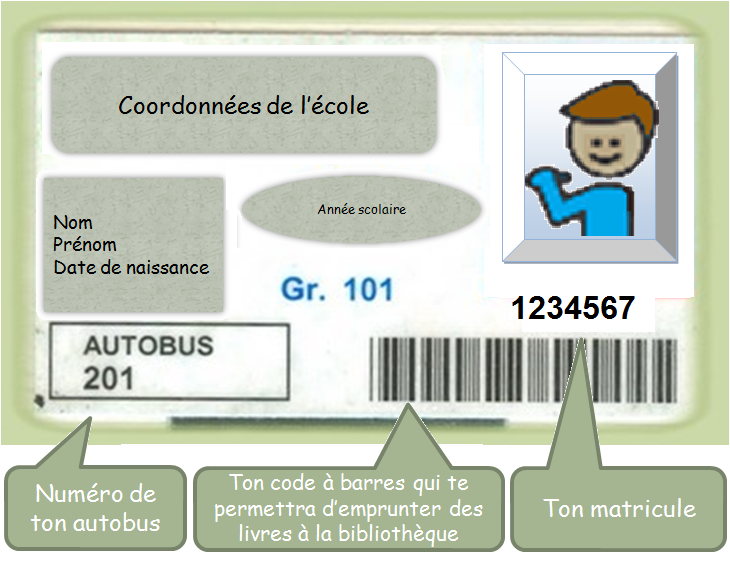 Coordonnées de l'école
Nom
Prénom
Date de naissance
Année scolaire
Gr. 101
1234567
AUTOBUS
201
Numéro de
ton autobus
Ton code à barres qui te
permettra d'emprunter des
livres à la bibliothèque
Ton matricule